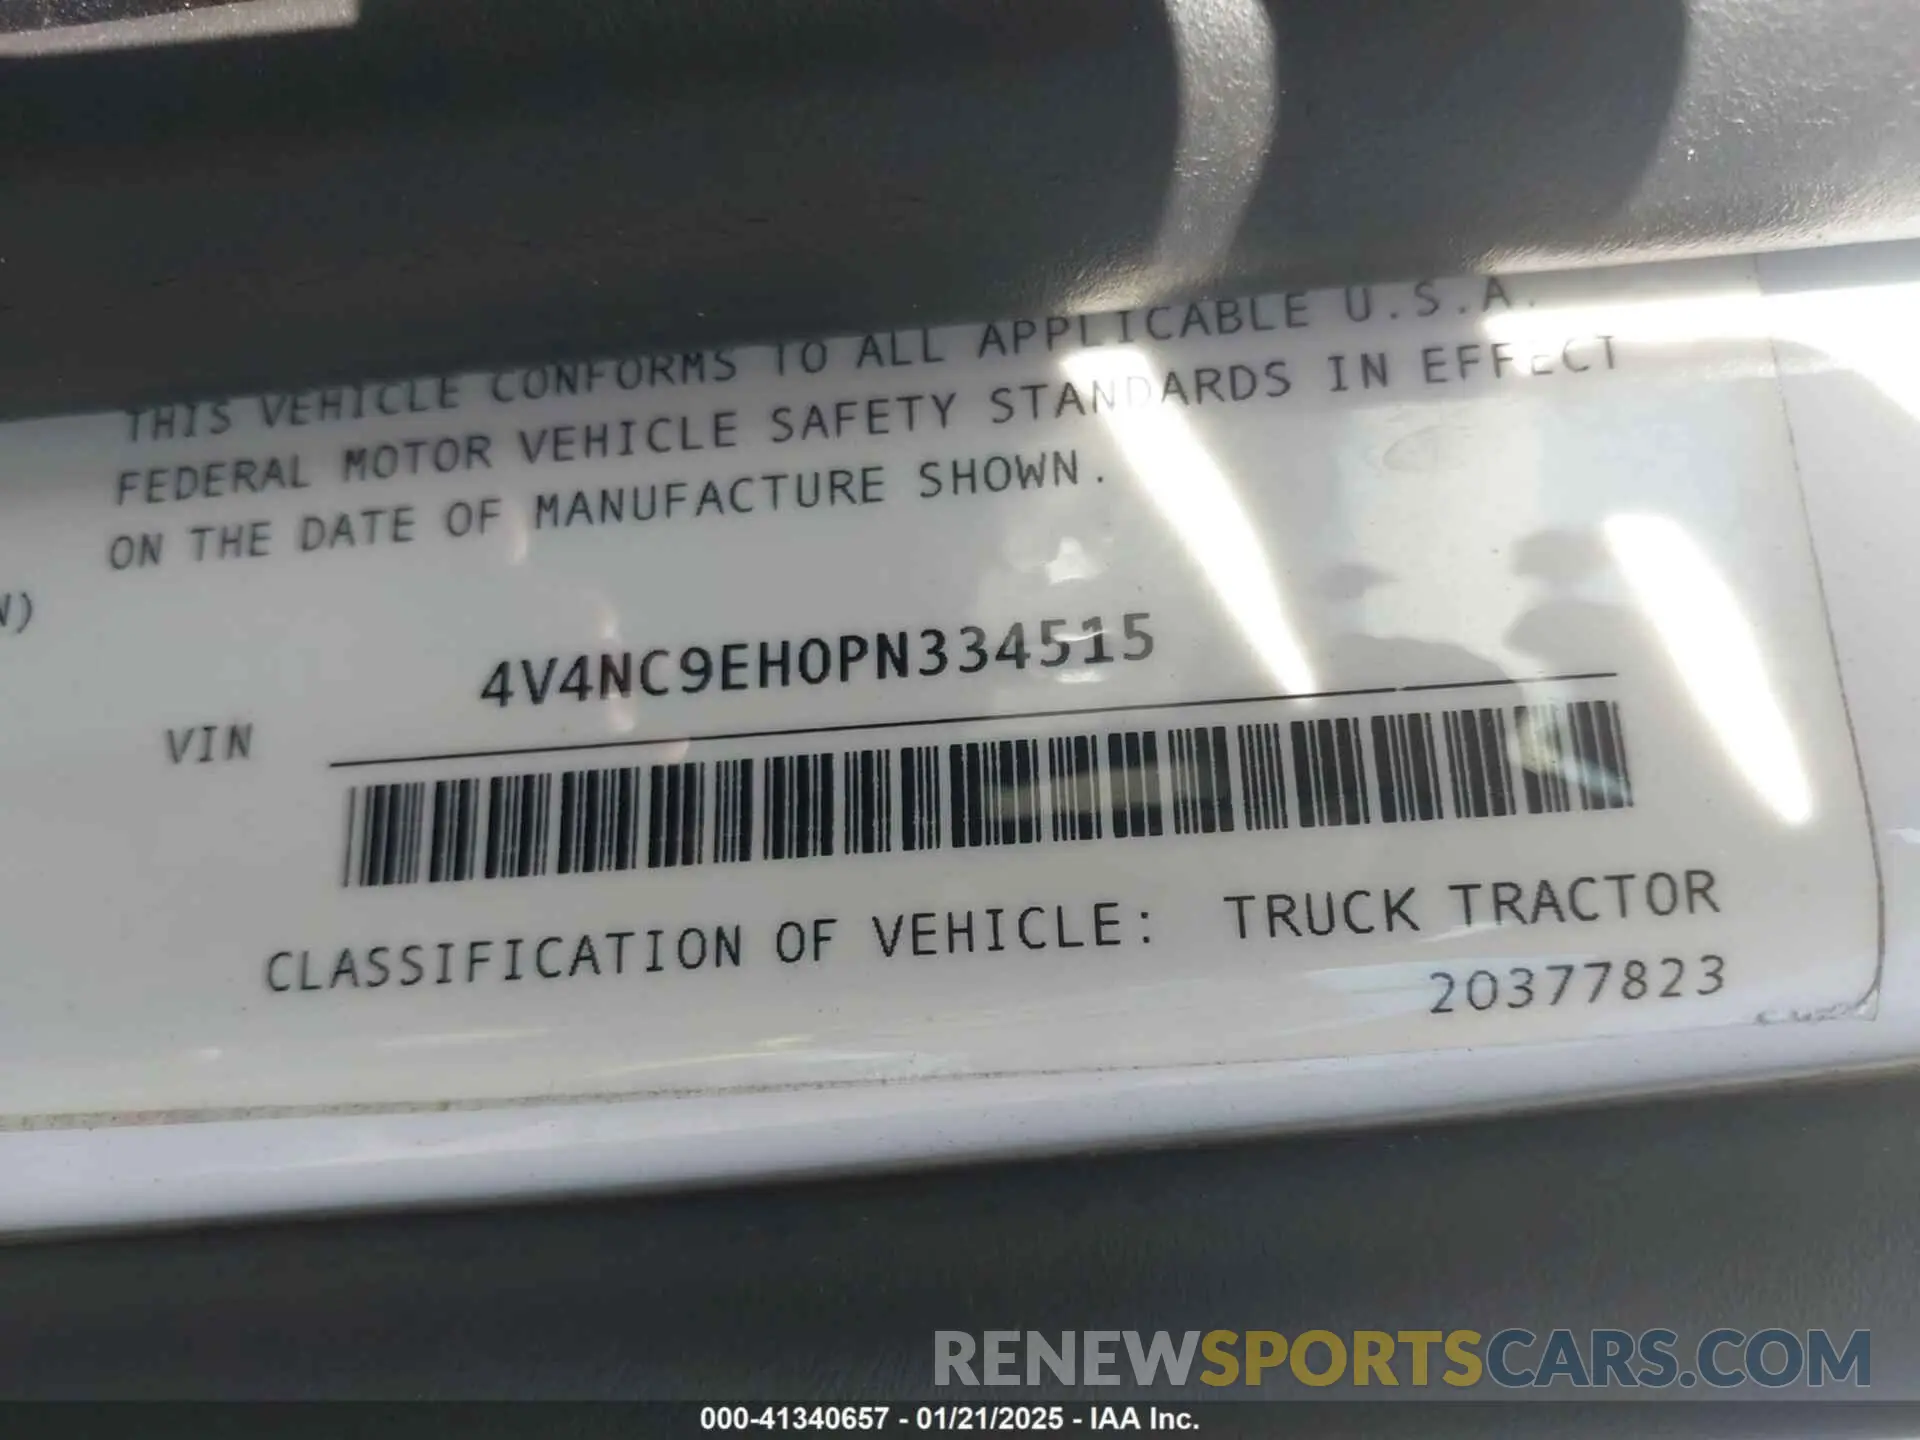 THIS VEHICLE CONFORMS TO ALL APPLICABLE U.S.A.
FEDERAL MOTOR VEHICLE SAFETY STANDARDS IN EFFECT
ON THE DATE OF MANUFACTURE SHOWN.
VIN 4V4NC9EH0PN334515
CLASSIFICATION OF VEHICLE: TRUCK TRACTOR
20377823
RENEWSPORTSCARS.COM
000-41340657 - 01/21/2025 - IAA Inc.